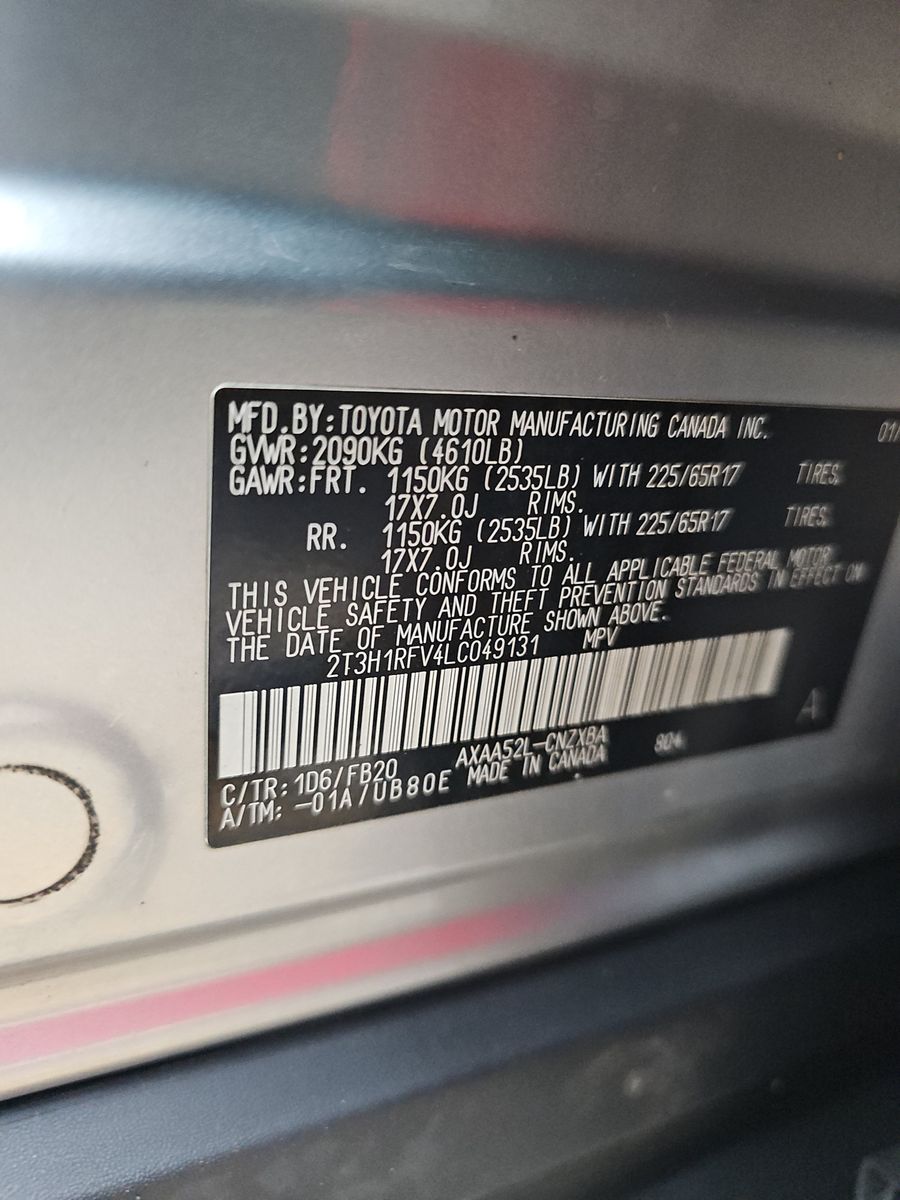 MFD.BY:TOYOTA MOTOR MANUFACTURING CANADA INC. 01/
GVWR:2090KG (4610LB)
GAWR:FRT. 1150KG (2535LB) WITH 225/65R17 TIRES.
17X7.0J RIMS.
RR. 1150KG (2535LB) WITH 225/65R17 TIRES.
17X7.0J RIMS.
THIS VEHICLE CONFORMS TO ALL APPLICABLE FEDERAL MOTOR
VEHICLE SAFETY AND THEFT PREVENTION STANDARDS IN EFFECT ON
THE DATE OF MANUFACTURE SHOWN ABOVE.
2T3H1RFV4LC049131 MPV
C/TR:1D6/FB20 AXAA52L-CNZXBA 804 A
A/TM: -01A/UB80E MADE IN CANADA